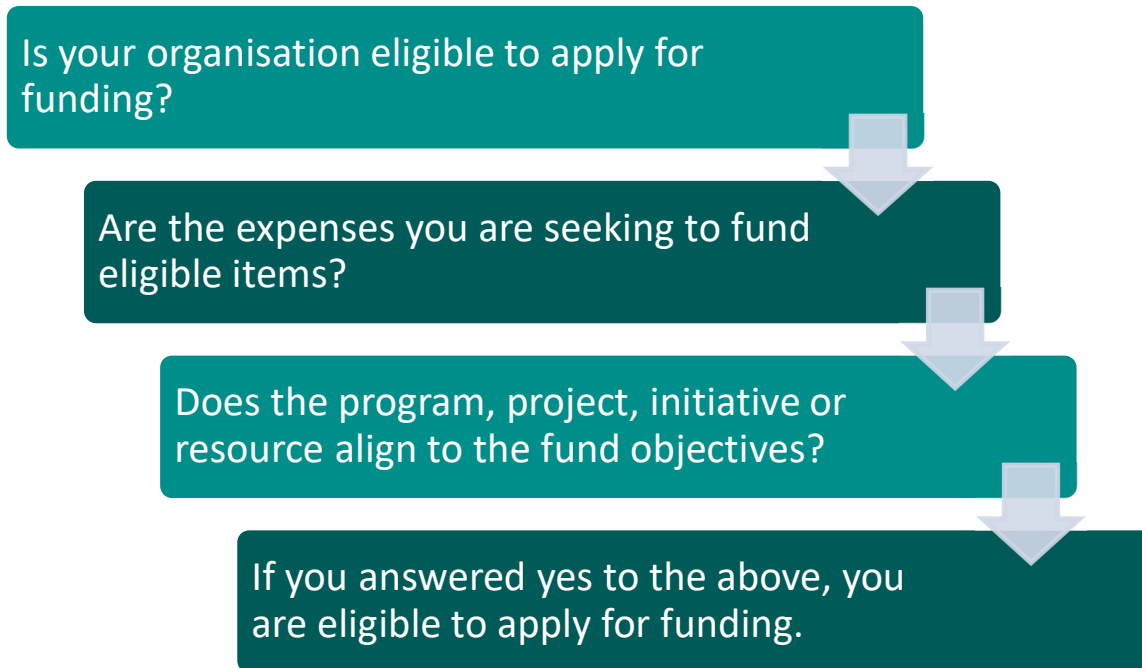 Is your organisation eligible to apply for
funding?
Are the expenses you are seeking to fund
eligible items?
Does the program, project, initiative or
resource align to the fund objectives?
If you answered yes to the above, you
are eligible to apply for funding.